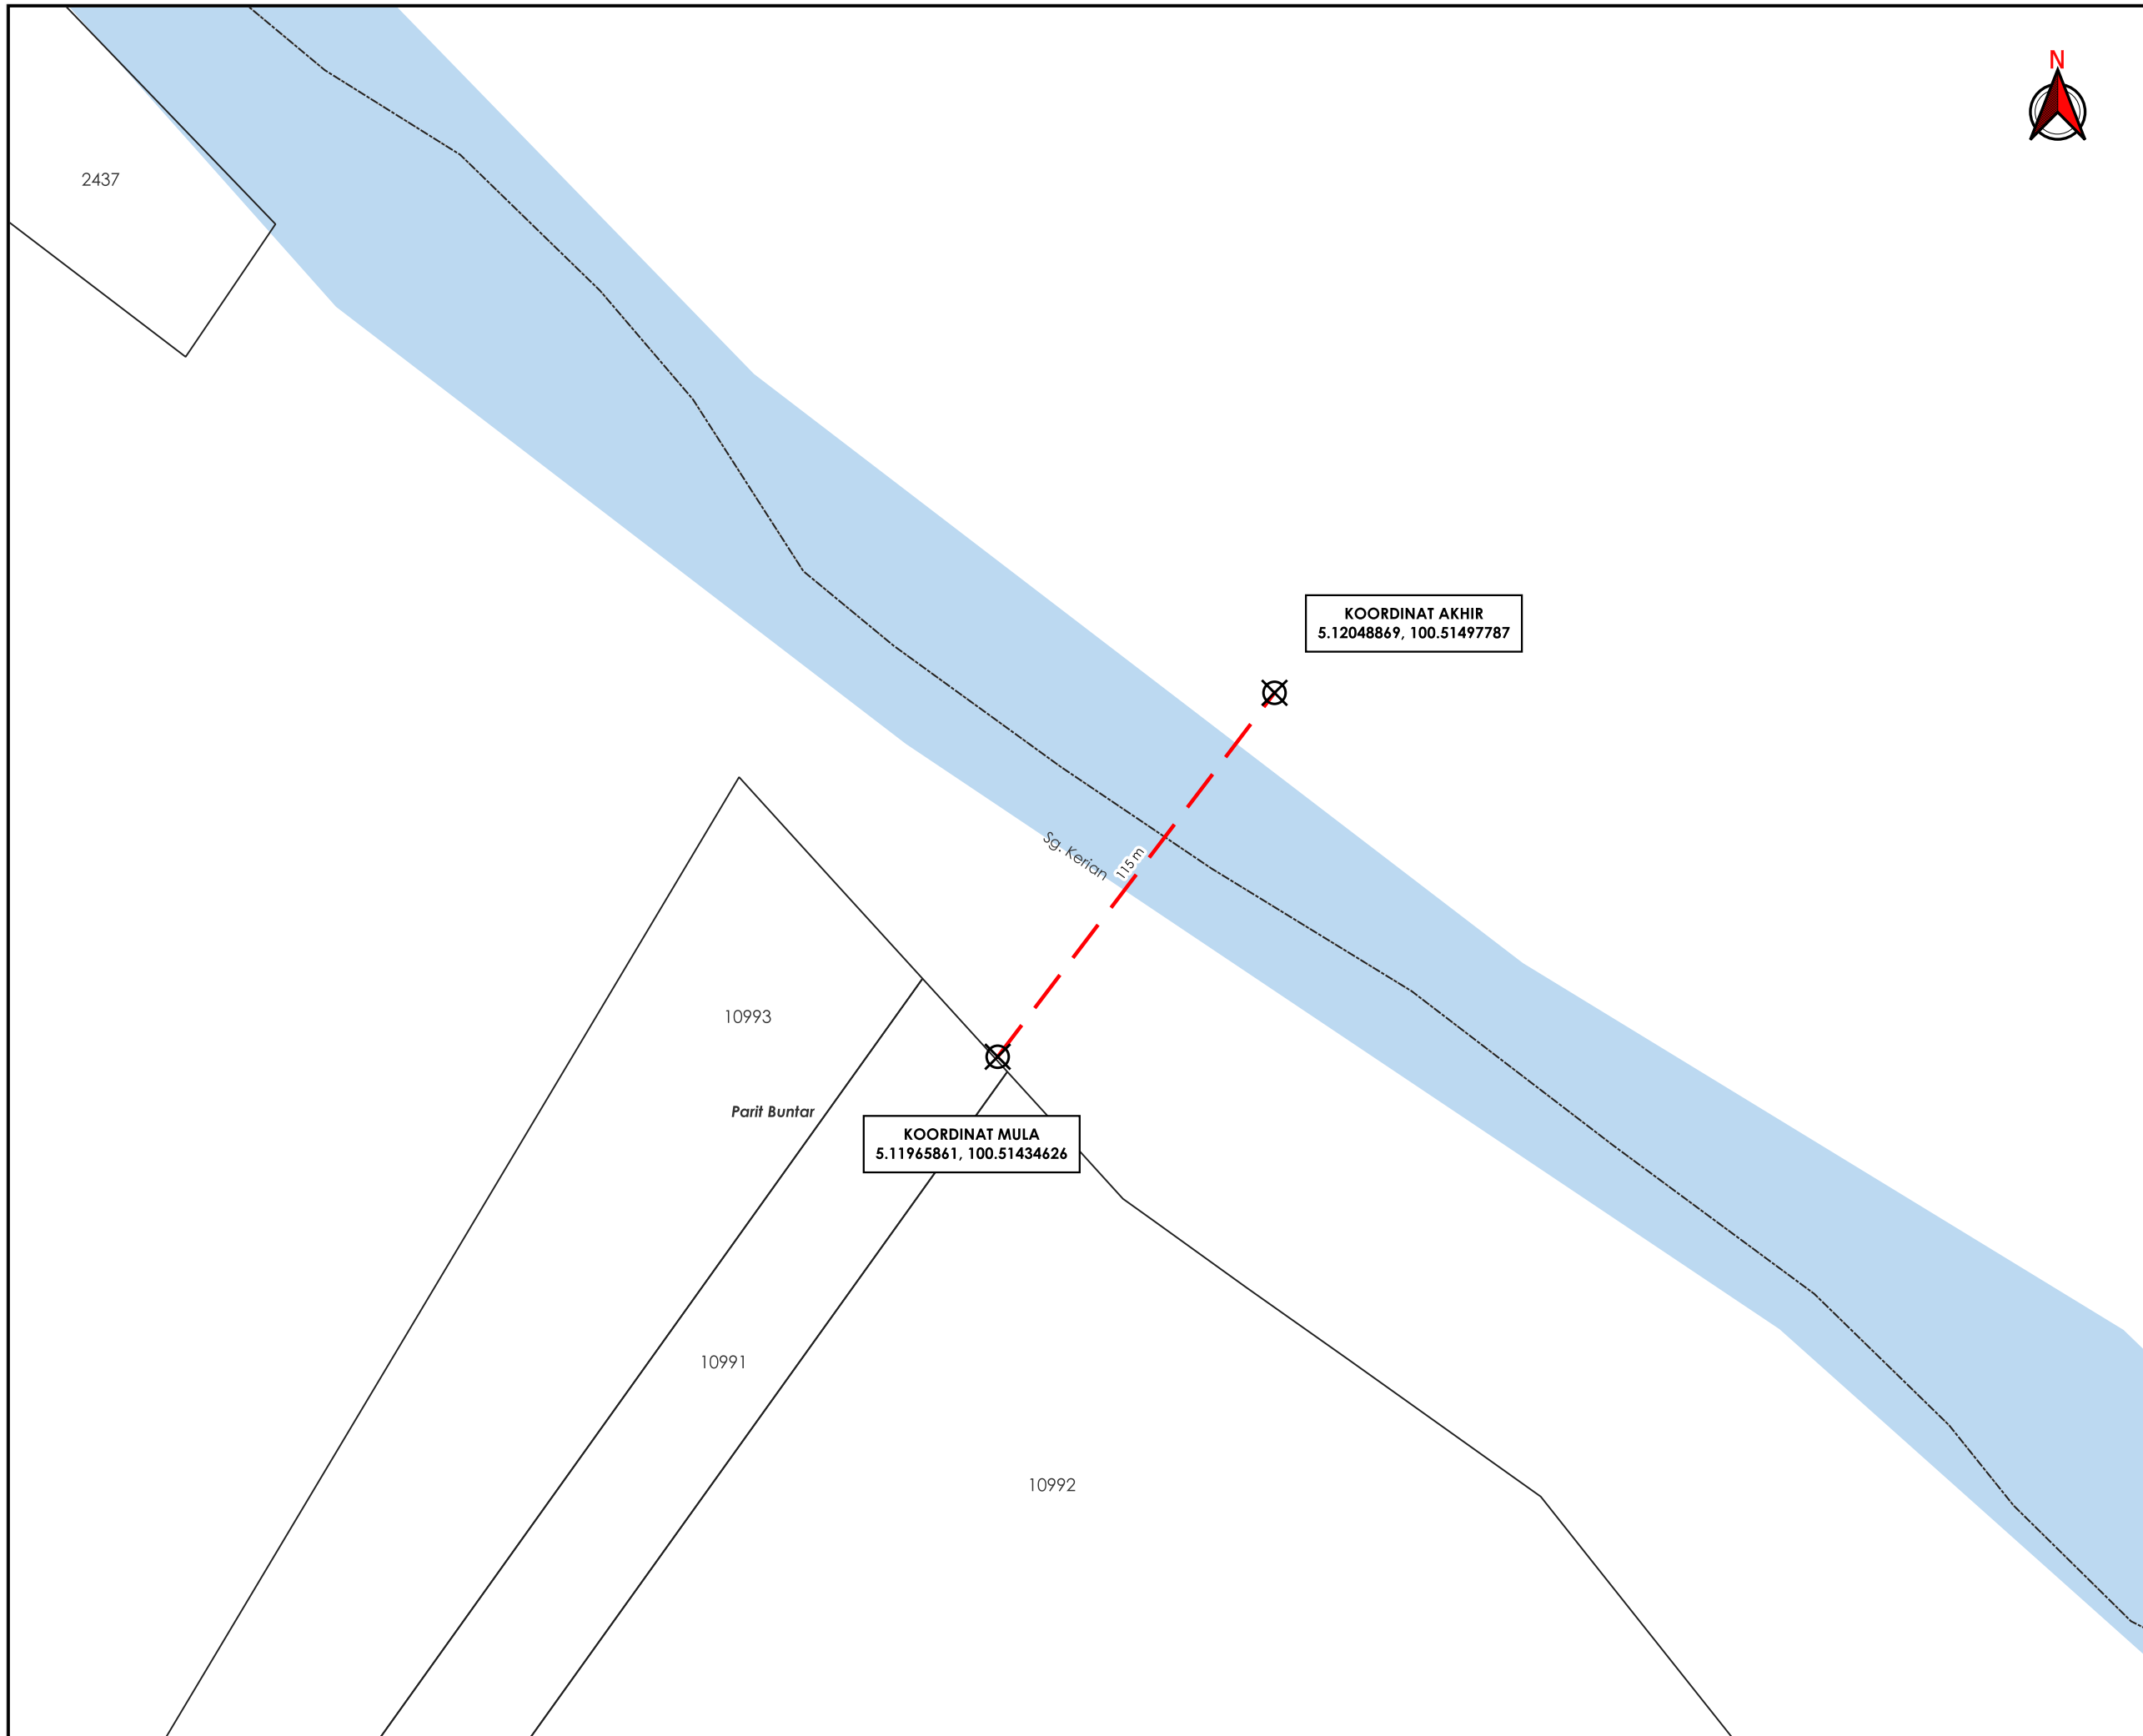 N
2437
KOORDINAT AKHIR
5.12048869, 100.51497787
Sg. Kerian
115 m
10993
Parit Buntar
KOORDINAT MULA
5.11965861, 100.51434626
10991
10992